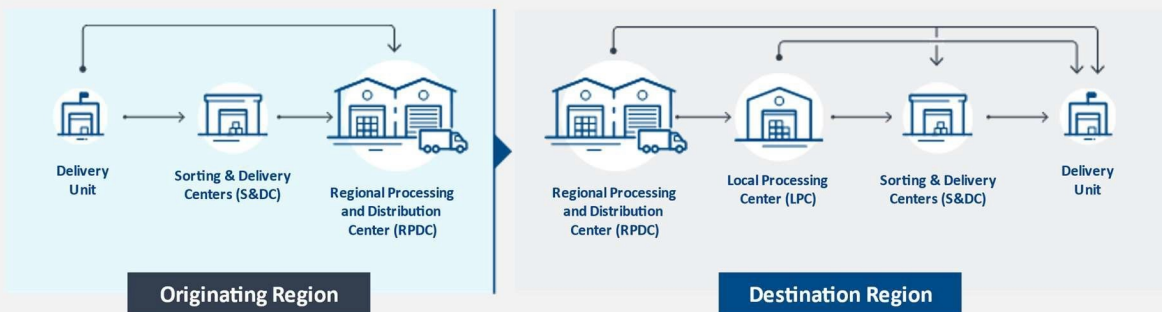 Delivery
Unit
Sorting & Delivery
Centers (S&DC)
Regional Processing
and Distribution
Center (RPDC)
Originating Region
Regional Processing
and Distribution
Center (RPDC)
Local Processing
Center (LPC)
Sorting & Delivery
Centers (S&DC)
Delivery
Unit
Destination Region